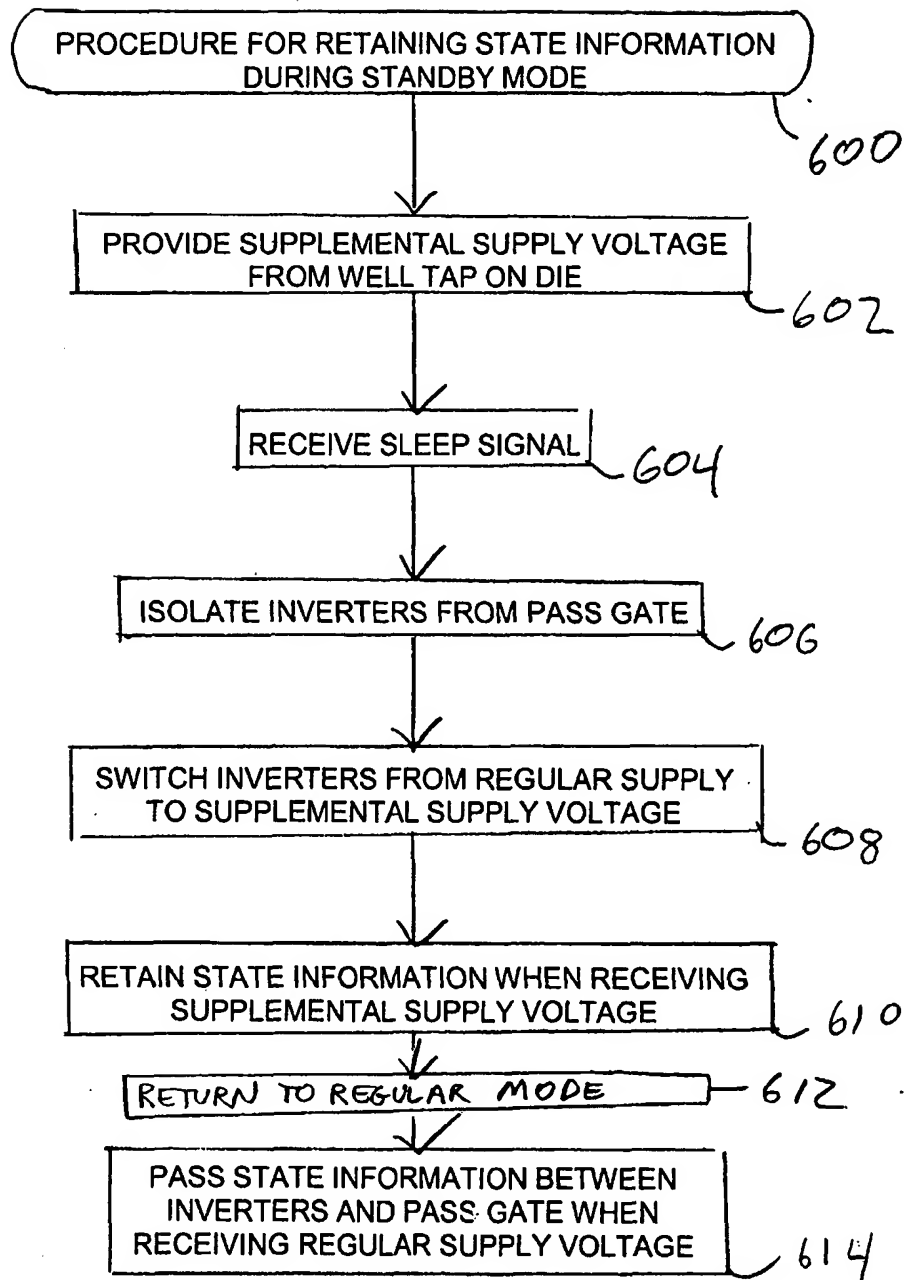 PROCEDURE FOR RETAINING STATE INFORMATION
DURING STANDBY MODE
600
PROVIDE SUPPLEMENTAL SUPPLY VOLTAGE
FROM WELL TAP ON DIE
602
RECEIVE SLEEP SIGNAL
604
ISOLATE INVERTERS FROM PASS GATE
606
SWITCH INVERTERS FROM REGULAR SUPPLY
TO SUPPLEMENTAL SUPPLY VOLTAGE
608
RETAIN STATE INFORMATION WHEN RECEIVING
SUPPLEMENTAL SUPPLY VOLTAGE
610
RETURN TO REGULAR MODE
612
PASS STATE INFORMATION BETWEEN
INVERTERS AND PASS GATE WHEN
RECEIVING REGULAR SUPPLY VOLTAGE
614